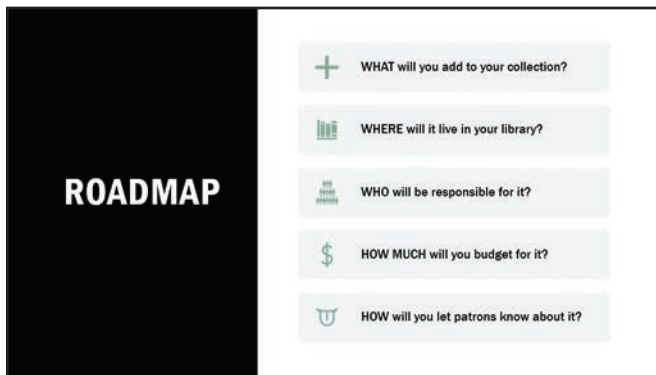 ROADMAP
WHAT will you add to your collection?
WHERE will it live in your library?
WHO will be responsible for it?
$ HOW MUCH will you budget for it?
HOW will you let patrons know about it?